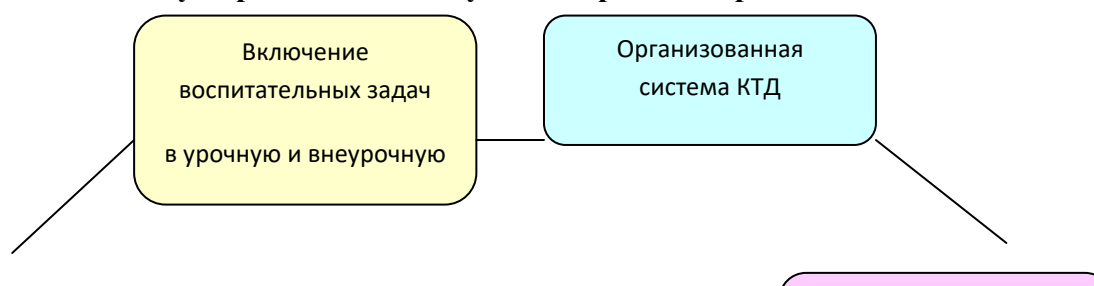 Включение
воспитательных задач
в урочную и внеурочную
Организованная
система КТД